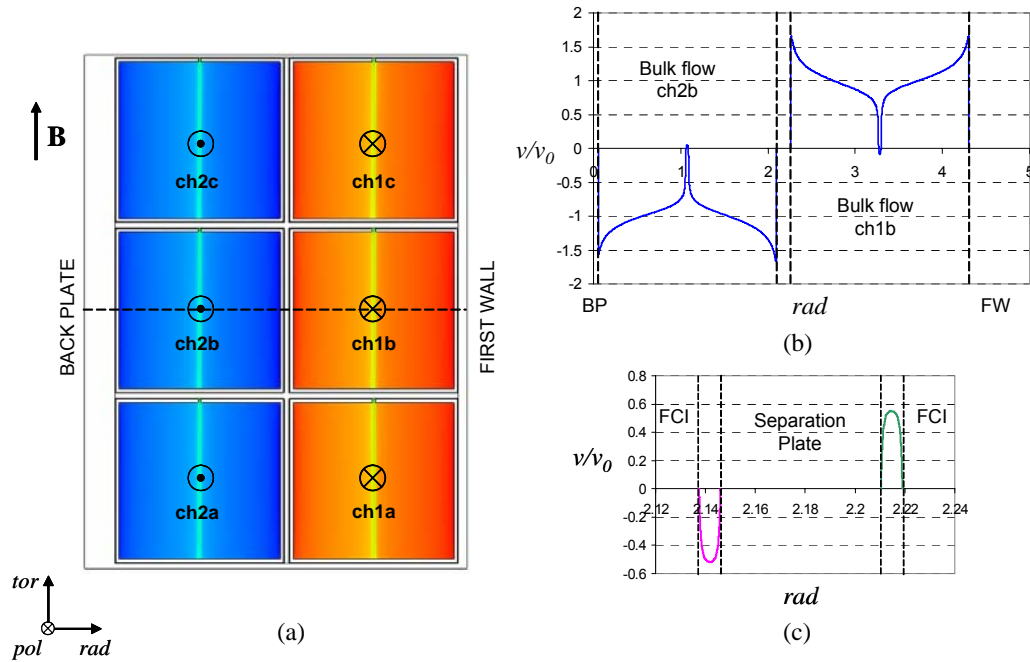 B
BACK PLATE
FIRST WALL
ch2c
ch1c
ch2b
ch1b
ch2a
ch1a
tor
pol
rad
(a)
2
1.5
1
0.5
0
-0.5
-1
-1.5
-2
v/v0
0 1 2 3 4 5
Bulk flow
ch2b
Bulk flow
ch1b
BP
rad
FW
(b)
0.8
0.6
0.4
0.2
0
-0.2
-0.4
-0.6
v/v0
FCI
Separation
Plate
FCI
2.12 2.14 2.16 2.18 2.2 2.22 2.24
rad
(c)